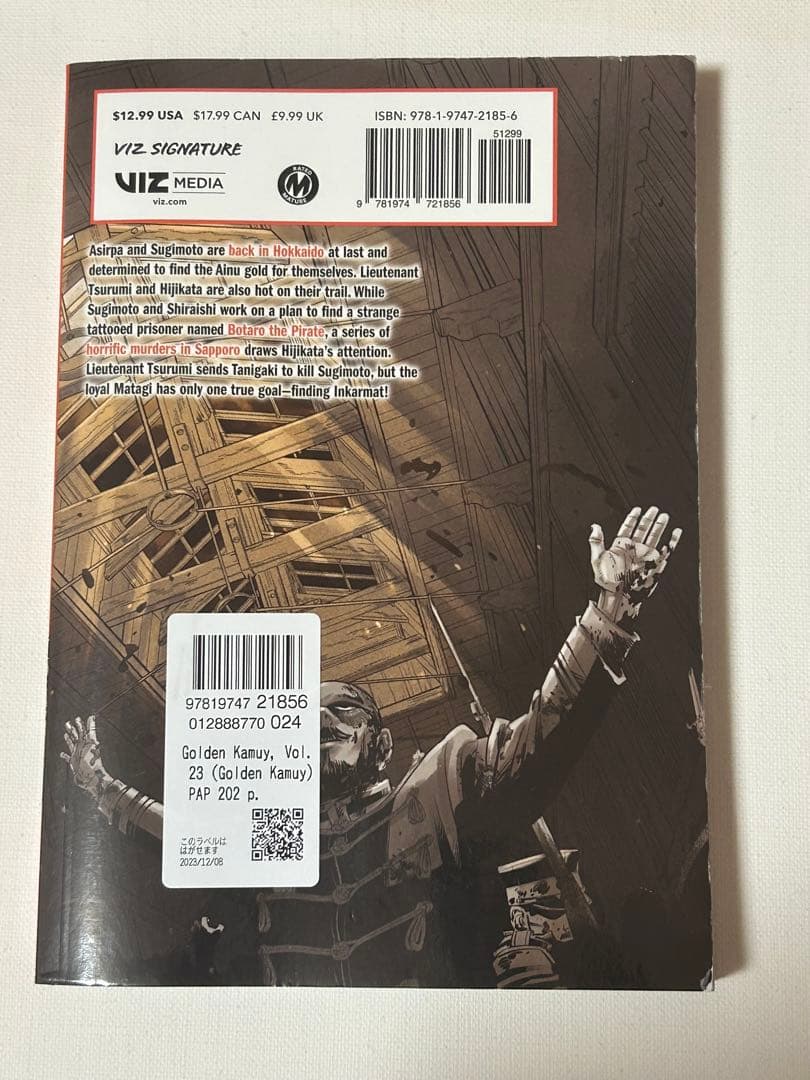 $12.99 USA $17.99 CAN £9.99 UK
ISBN: 978-1-9747-2185-6
51299
VIZ SIGNATURE
VIZ MEDIA
viz.com
RATED M MATURE
9 781974 721856
Asirpa and Sugimoto are back in Hokkaido at last and
determined to find the Ainu gold for themselves. Lieutenant
Tsurumi and Hijikata are also hot on their trail. While
Sugimoto and Shiraishi work on a plan to find a strange
tattooed prisoner named Botaro the Pirate, a series of
horrific murders in Sapporo draws Hijikata's attention.
Lieutenant Tsurumi sends Tanigaki to kill Sugimoto, but the
loyal Matagi has only one true goal—finding Inkarmat!
97819747 21856
012888770 024
Golden Kamuy, Vol.
23 (Golden Kamuy)
PAP 202 p.
このラベルは
はがせます
2023/12/08